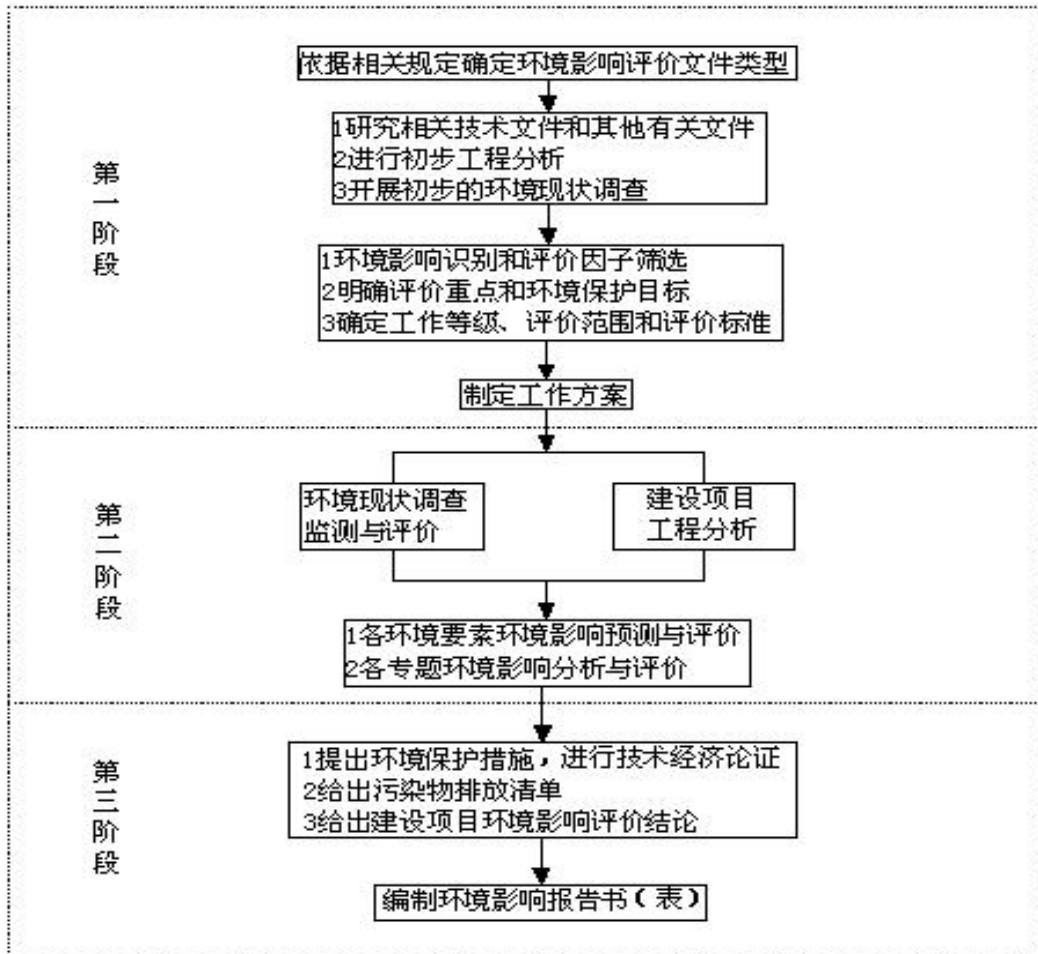 依据相关规定确定环境影响评价文件类型
1研究相关技术文件和其他有关文件
2进行初步工程分析
3开展初步的环境现状调查
第一阶段
1环境影响识别和评价因子筛选
2明确评价重点和环境保护目标
3确定工作等级、评价范围和评价标准
制定工作方案
第二阶段
环境现状调查
监测与评价
建设项目
工程分析
1各环境要素环境影响预测与评价
2各专题环境影响分析与评价
第三阶段
1提出环境保护措施，进行技术经济论证
2给出污染物排放清单
3给出建设项目环境影响评价结论
编制环境影响报告书（表）